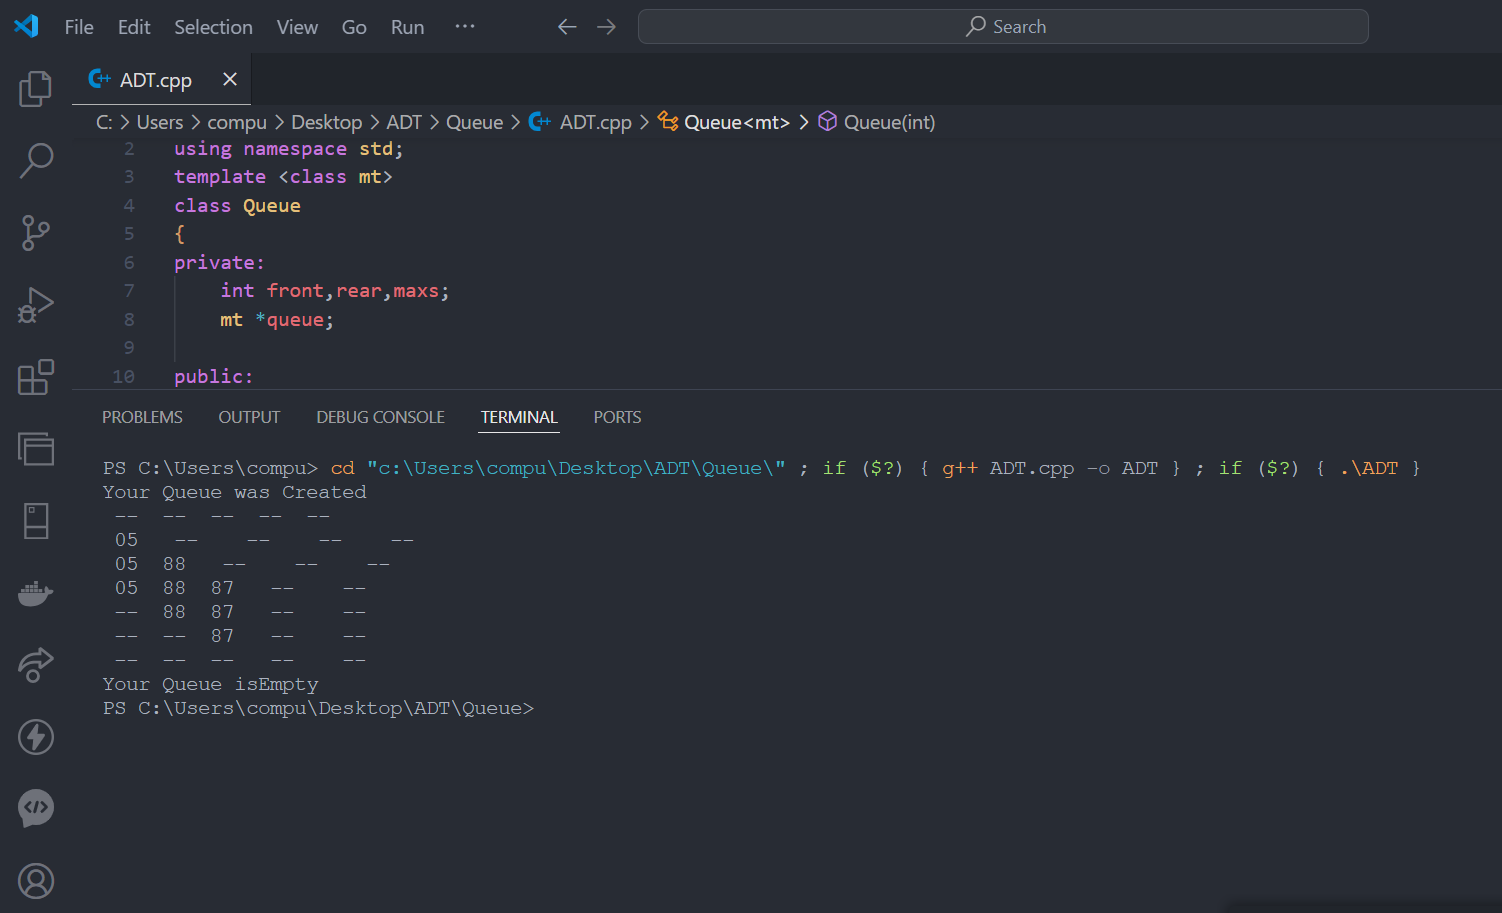 File Edit Selection View Go Run ··· ← → Search
ADT.cpp ×
C: > Users > compu > Desktop > ADT > Queue > ADT.cpp > Queue<mt> > Queue(int)
2 using namespace std;
3 template <class mt>
4 class Queue
5 {
6 private:
7 int front,rear,maxs;
8 mt *queue;
9
10 public:
PROBLEMS OUTPUT DEBUG CONSOLE TERMINAL PORTS
PS C:\Users\compu> cd "c:\Users\compu\Desktop\ADT\Queue\" ; if ($?) { g++ ADT.cpp -o ADT } ; if ($?) { .\ADT }
Your Queue was Created
 --  --  --  --  --
 05   --    --    --    --
 05  88   --    --    --
 05  88  87   --    --
 --  88  87   --    --
 --  --  87   --    --
 --  --  --   --    --
Your Queue isEmpty
PS C:\Users\compu\Desktop\ADT\Queue>